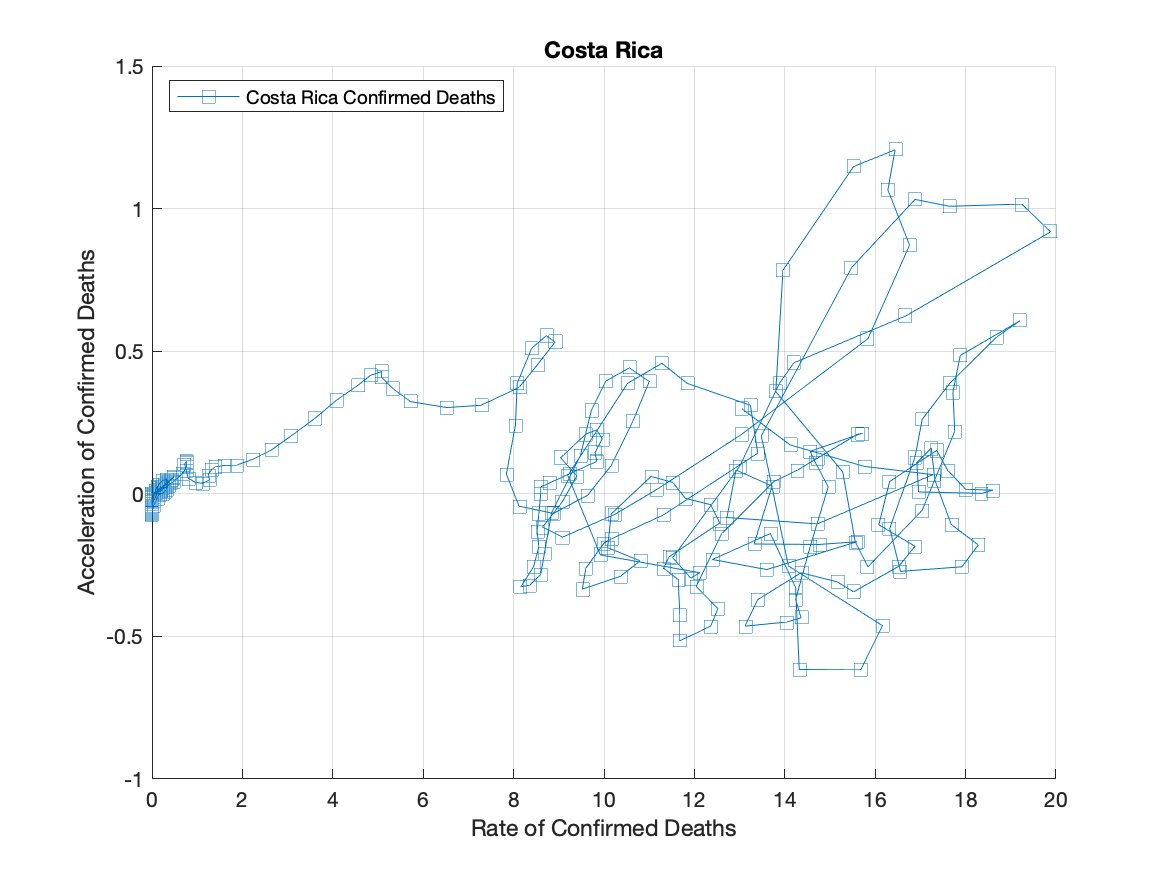 Costa Rica
Costa Rica Confirmed Deaths
Acceleration of Confirmed Deaths
1.5
1
0.5
0
-0.5
-1
0 2 4 6 8 10 12 14 16 18 20
Rate of Confirmed Deaths